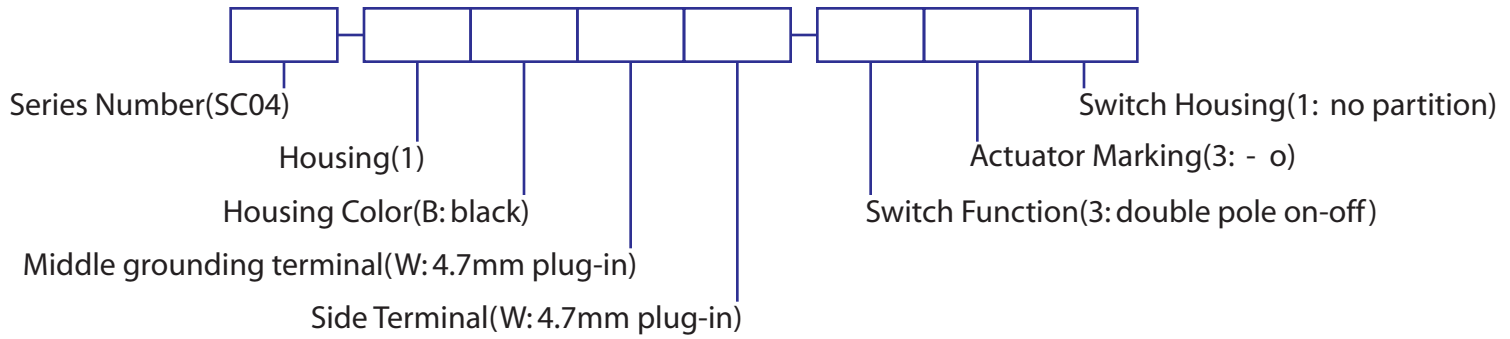 Series Number(SC04)
Switch Housing(1: no partition)
Housing(1)
Actuator Marking(3: - o)
Housing Color(B: black)
Switch Function(3: double pole on-off)
Middle grounding terminal(W: 4.7mm plug-in)
Side Terminal(W: 4.7mm plug-in)